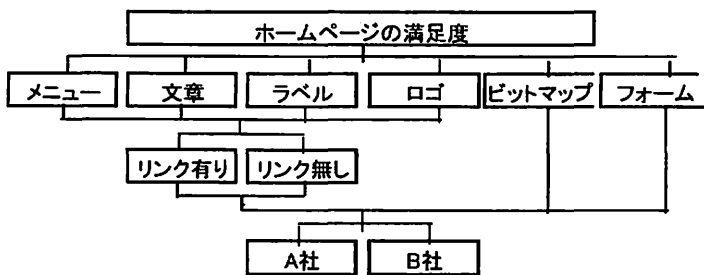 ホームページの満足度
メニュー 文章 ラベル ロゴ ビットマップ フォーム
リンク有り リンク無し
A社 B社